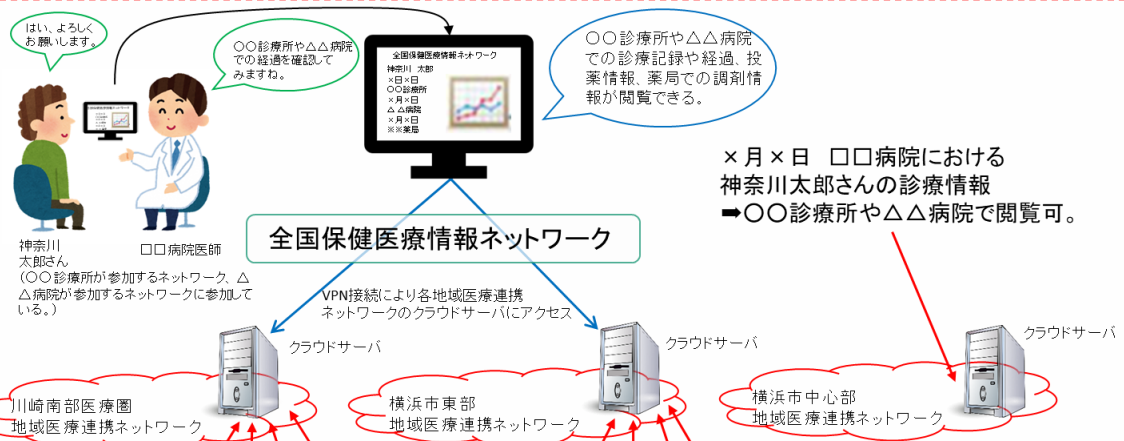 はい、よろしく
お願いします。
〇〇診療所や△△病院
での経過を確認して
みますね。
全国保健医療情報ネットワーク
神奈川 太郎
×日×日
〇〇診療所
×月×日
△△病院
×月×日
※※薬局
〇〇診療所や△△病院
での診療記録や経過、投
薬情報、薬局での調剤情
報が閲覧できる。
×月×日 □□病院における
神奈川太郎さんの診療情報
➡〇〇診療所や△△病院で閲覧可。
神奈川
太郎さん
□□病院医師
（〇〇診療所が参加するネットワーク、△
△病院が参加するネットワークに参加して
いる。）
全国保健医療情報ネットワーク
VPN接続により各地域医療連携
ネットワークのクラウドサーバにアクセス
クラウドサーバ
クラウドサーバ
クラウドサーバ
川崎南部医療圏
地域医療連携ネットワーク
横浜市東部
地域医療連携ネットワーク
横浜市中心部
地域医療連携ネットワーク